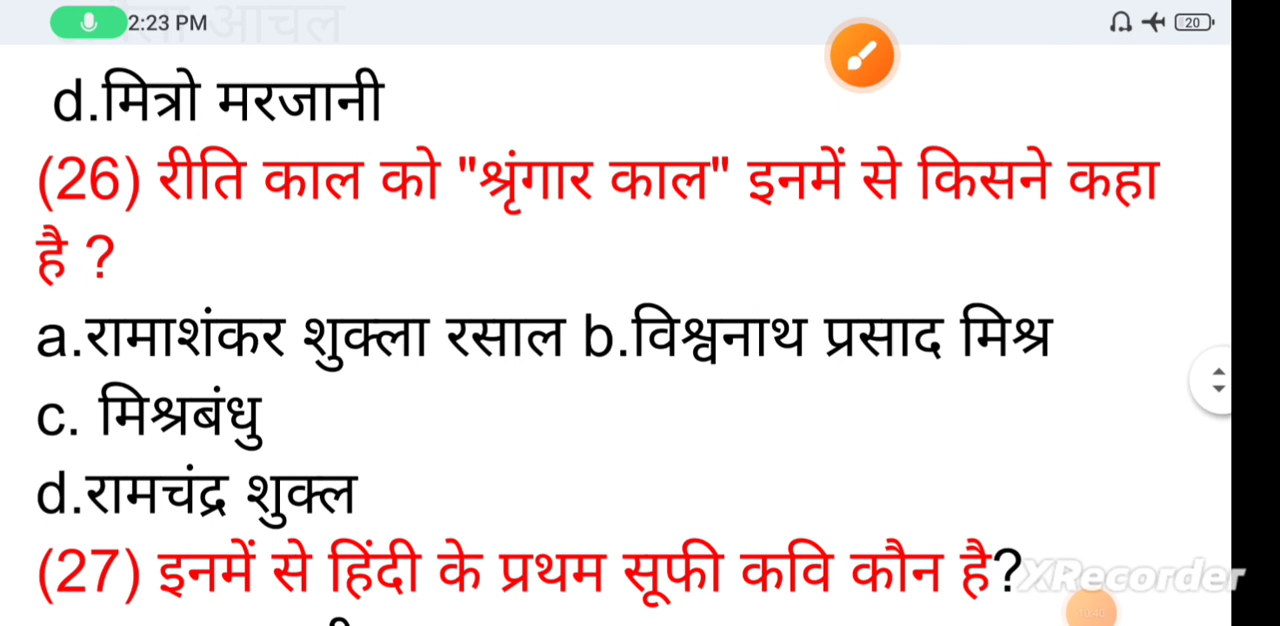 2:23 PM
20
d.मित्रो मरजानी
(26) रीति काल को "श्रृंगार काल" इनमें से किसने कहा
है ?
a.रामाशंकर शुक्ला रसाल b.विश्वनाथ प्रसाद मिश्र
c. मिश्रबंधु
d.रामचंद्र शुक्ल
(27) इनमें से हिंदी के प्रथम सूफी कवि कौन है?
XRecorder